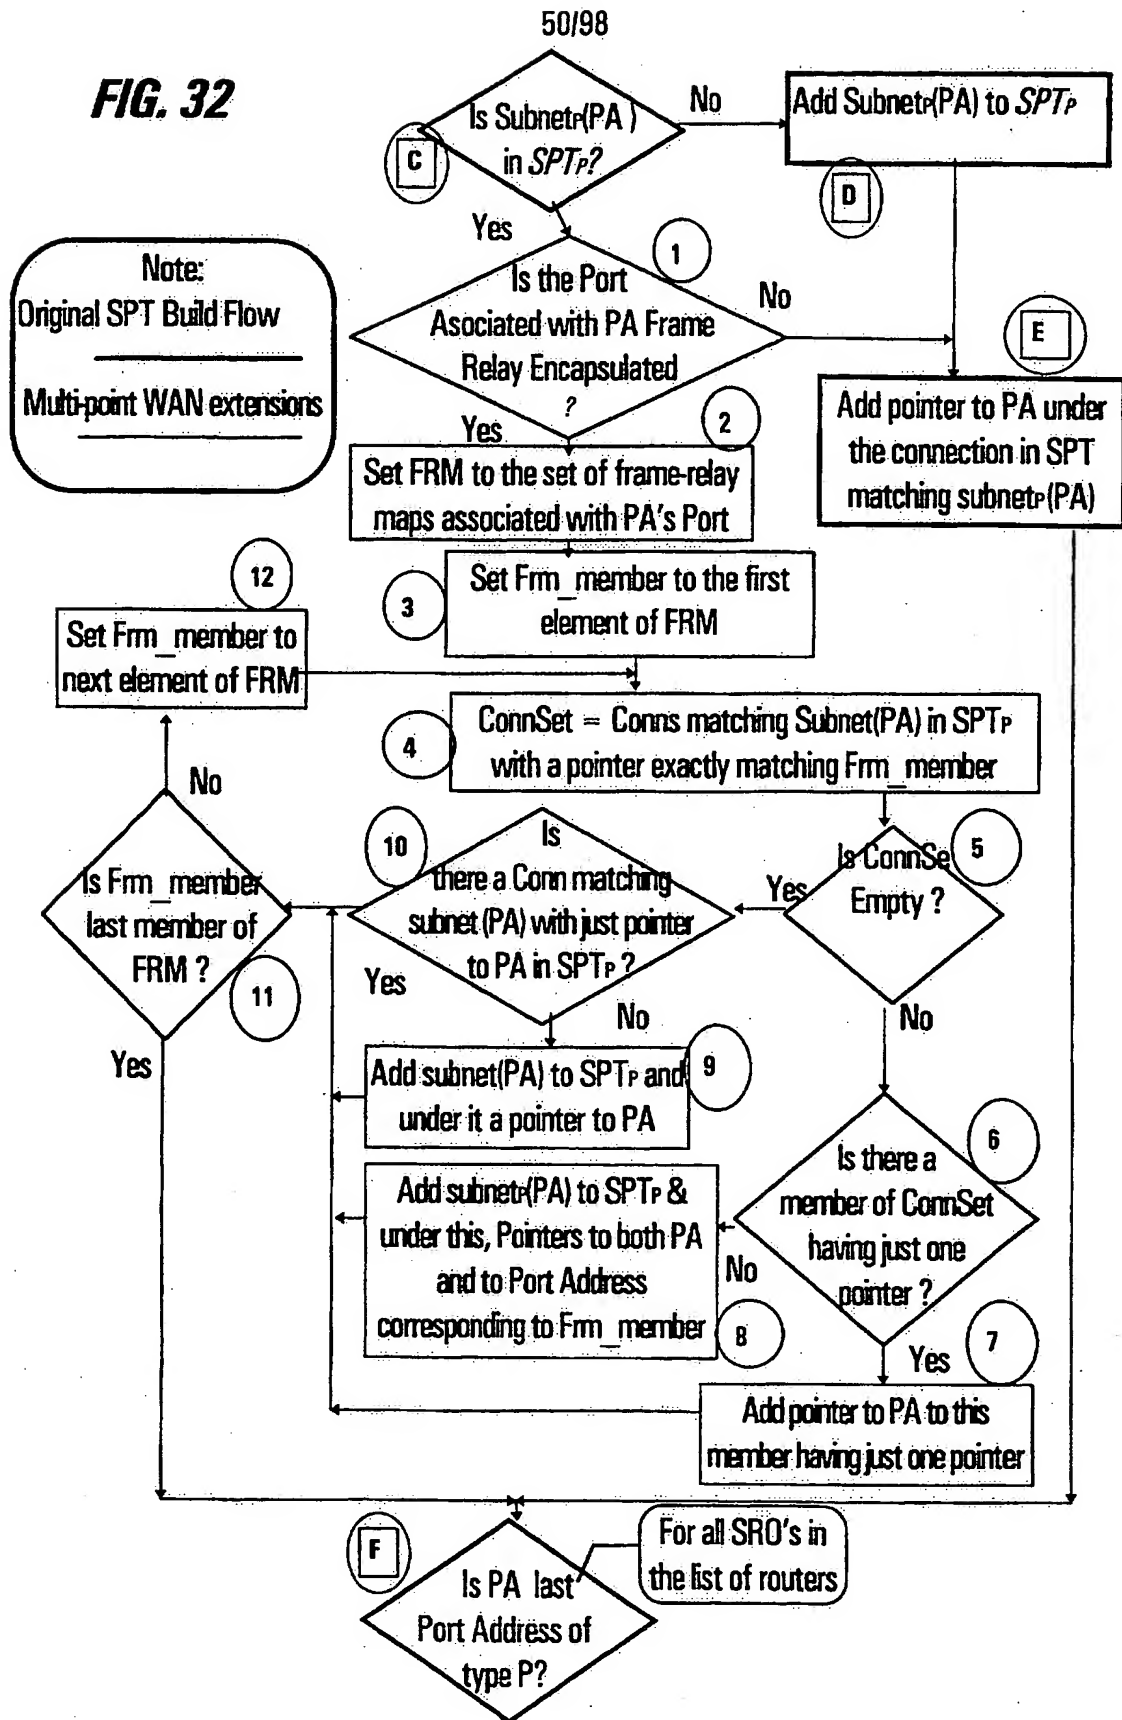 50/98
FIG. 32
Is SubnetP(PA)
in SPTP?
C
No
Add SubnetP(PA) to SPTP
D
Yes
Note:
Original SPT Build Flow
Multi-point WAN extensions
1
Is the Port
Asociated with PA Frame
Relay Encapsulated
?
No
E
Add pointer to PA under
the connection in SPT
matching subnetP(PA)
Yes
2
Set FRM to the set of frame-relay
maps associated with PA's Port
3
Set Frm_member to the first
element of FRM
12
Set Frm_member to
next element of FRM
4
ConnSet = Conns matching Subnet(PA) in SPTP
with a pointer exactly matching Frm_member
No
5
Is ConnSe
Empty ?
Yes
10
Is
there a Conn matching
subnet (PA) with just pointer
to PA in SPTP ?
Is Frm_member
last member of
FRM ?
11
Yes
No
No
Yes
Add subnet(PA) to SPTP and
under it a pointer to PA
9
6
Is there a
member of ConnSet
having just one
pointer ?
No
Add subnetP(PA) to SPTP &
under this, Pointers to both PA
and to Port Address
corresponding to Frm_member
8
Yes
7
Add pointer to PA to this
member having just one pointer
F
Is PA last
Port Address of
type P?
For all SRO's in
the list of routers